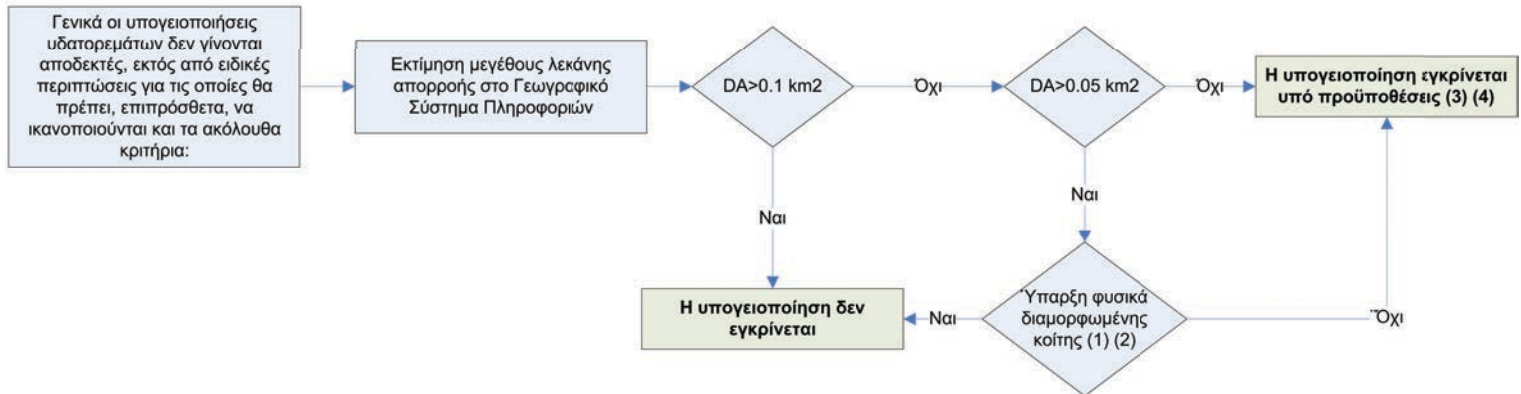 Γενικά οι υπογειοποιήσεις
υδατορεμάτων δεν γίνονται
αποδεκτές, εκτός από ειδικές
περιπτώσεις για τις οποίες θα
πρέπει, επιπρόσθετα, να
ικανοποιούνται και τα ακόλουθα
κριτήρια:
Εκτίμηση μεγέθους λεκάνης
απορροής στο Γεωγραφικό
Σύστημα Πληροφοριών
DA>0.1 km2
Όχι
DA>0.05 km2
Όχι
Η υπογειοποίηση εγκρίνεται
υπό προϋποθέσεις (3) (4)
Ναι
Ναι
Η υπογειοποίηση δεν
εγκρίνεται
Ναι
Ύπαρξη φυσικά
διαμορφωμένης
κοίτης (1) (2)
Όχι